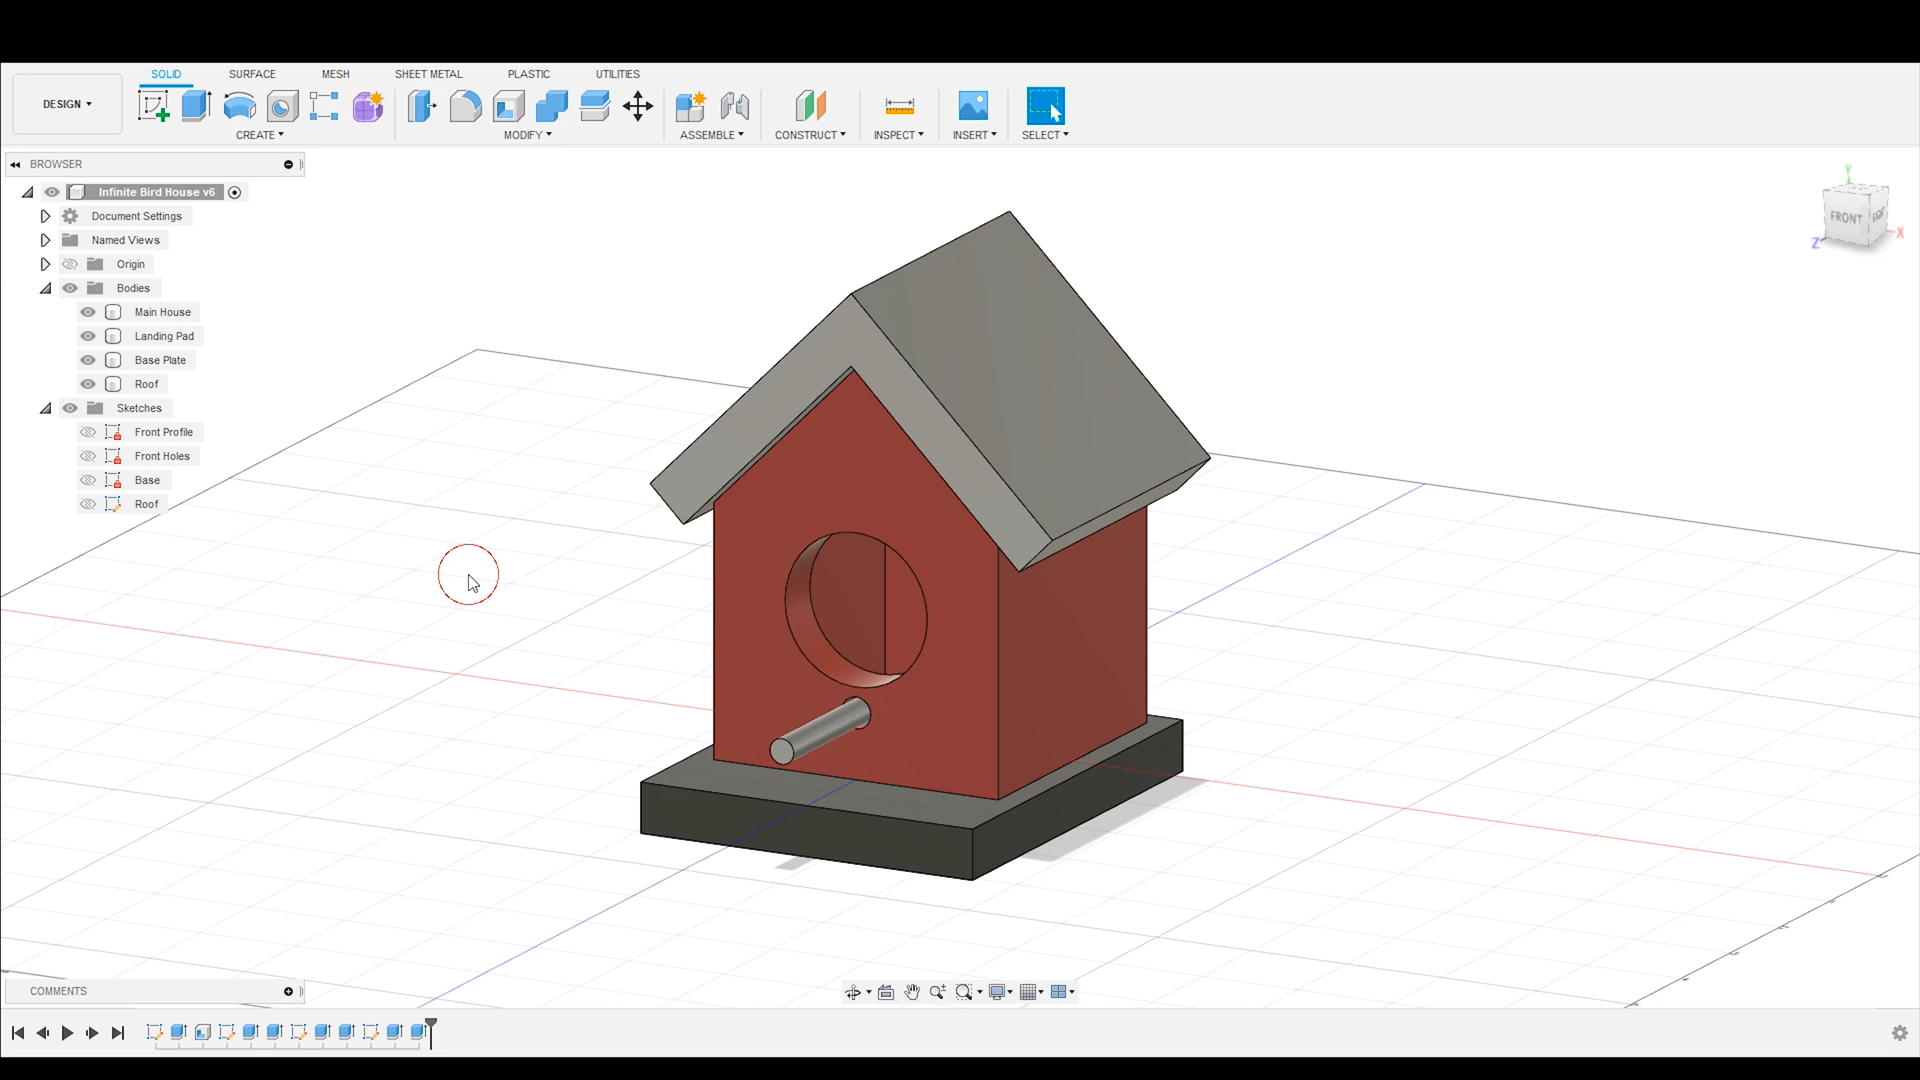 SOLID SURFACE MESH SHEET METAL PLASTIC UTILITIES
DESIGN
CREATE MODIFY ASSEMBLE CONSTRUCT INSPECT INSERT SELECT
BROWSER
Infinite Bird House v6
Document Settings
Named Views
Origin
Bodies
Main House
Landing Pad
Base Plate
Roof
Sketches
Front Profile
Front Holes
Base
Roof
Y
FRONT
X
Z
COMMENTS